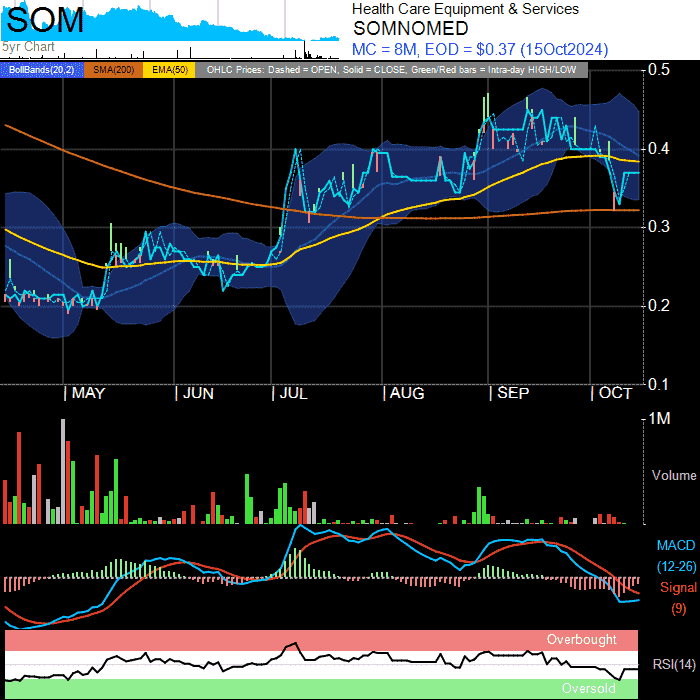 SOM
5yr Chart
Health Care Equipment & Services
SOMNOMED
MC = 8M, EOD = $0.37 (15Oct2024)
BollBands(20,2) SMA(200) EMA(50) OHLC Prices: Dashed = OPEN, Solid = CLOSE, Green/Red bars = Intra-day HIGH/LOW
0.5
0.4
0.3
0.2
0.1
MAY JUN JUL AUG SEP OCT
1M
Volume
MACD
(12-26)
Signal
(9)
Overbought
RSI(14)
Oversold